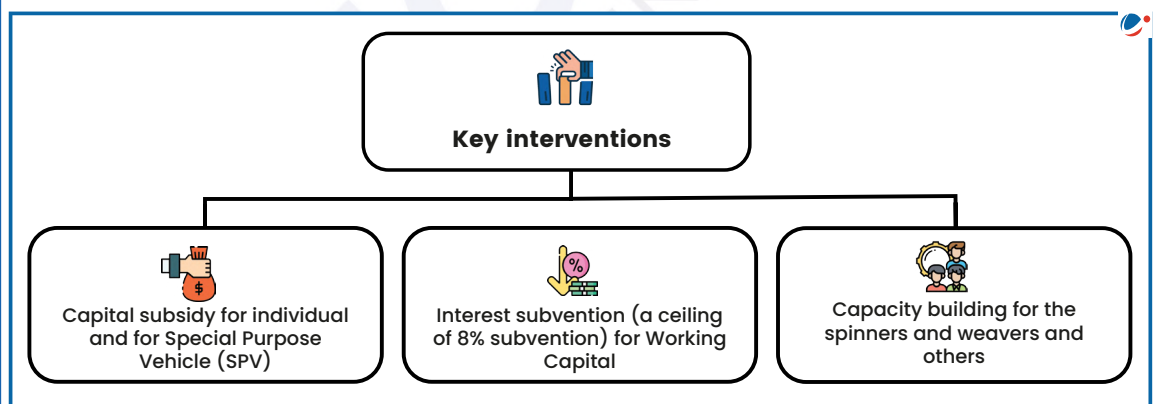 Key interventions
Capital subsidy for individual
and for Special Purpose
Vehicle (SPV)
Interest subvention (a ceiling
of 8% subvention) for Working
Capital
Capacity building for the
spinners and weavers and
others